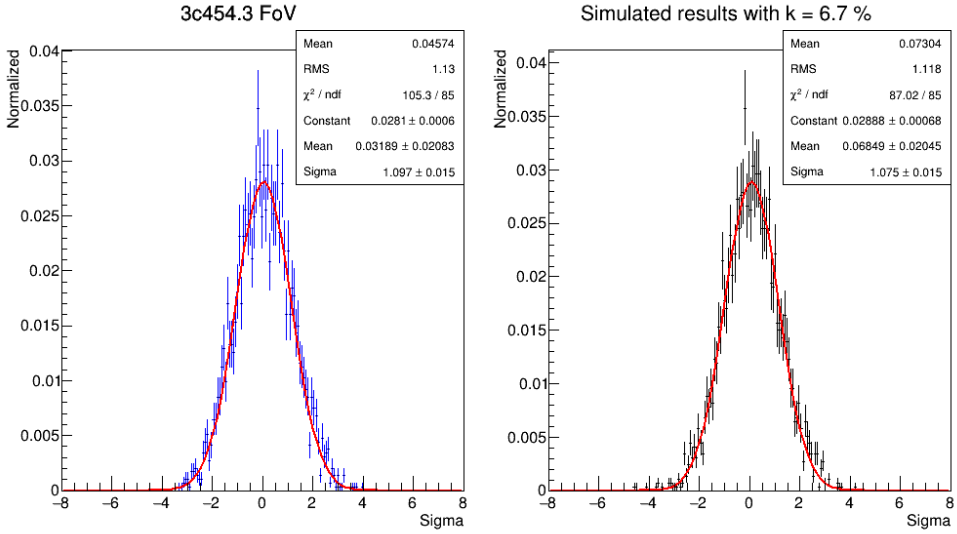 3c454.3 FoV
Normalized
Mean 0.04574
RMS 1.13
χ² / ndf 105.3 / 85
Constant 0.0281 ± 0.0006
Mean 0.03189 ± 0.02083
Sigma 1.097 ± 0.015
0.04
0.035
0.03
0.025
0.02
0.015
0.01
0.005
0
−8 −6 −4 −2 0 2 4 6 8
Sigma
Simulated results with k = 6.7 %
Normalized
Mean 0.07304
RMS 1.118
χ² / ndf 87.02 / 85
Constant 0.02888 ± 0.00068
Mean 0.06849 ± 0.02045
Sigma 1.075 ± 0.015
0.04
0.035
0.03
0.025
0.02
0.015
0.01
0.005
0
−8 −6 −4 −2 0 2 4 6 8
Sigma